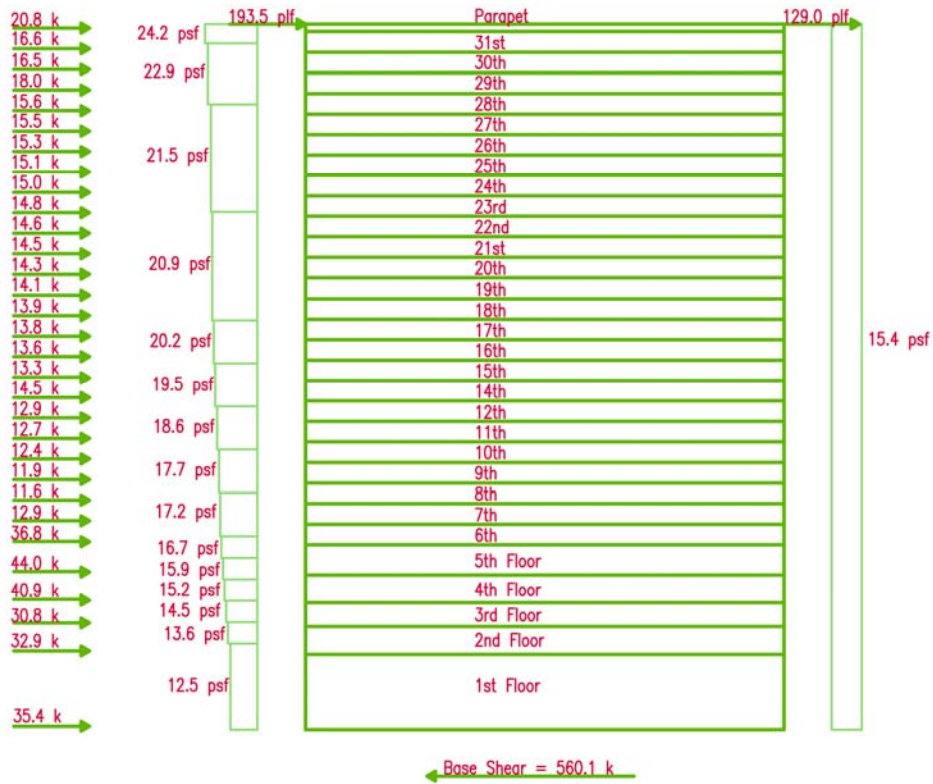 20.8 k
16.6 k
16.5 k
18.0 k
15.6 k
15.5 k
15.3 k
15.1 k
15.0 k
14.8 k
14.6 k
14.5 k
14.3 k
14.1 k
13.9 k
13.8 k
13.6 k
13.3 k
14.5 k
12.9 k
12.7 k
12.4 k
11.9 k
11.6 k
12.9 k
36.8 k
44.0 k
40.9 k
30.8 k
32.9 k
35.4 k
193.5 plf
24.2 psf
22.9 psf
21.5 psf
20.9 psf
20.2 psf
19.5 psf
18.6 psf
17.7 psf
17.2 psf
16.7 psf
15.9 psf
15.2 psf
14.5 psf
13.6 psf
12.5 psf
Parapet
31st
30th
29th
28th
27th
26th
25th
24th
23rd
22nd
21st
20th
19th
18th
17th
16th
15th
14th
12th
11th
10th
9th
8th
7th
6th
5th Floor
4th Floor
3rd Floor
2nd Floor
1st Floor
129.0 plf
15.4 psf
Base Shear = 560.1 k